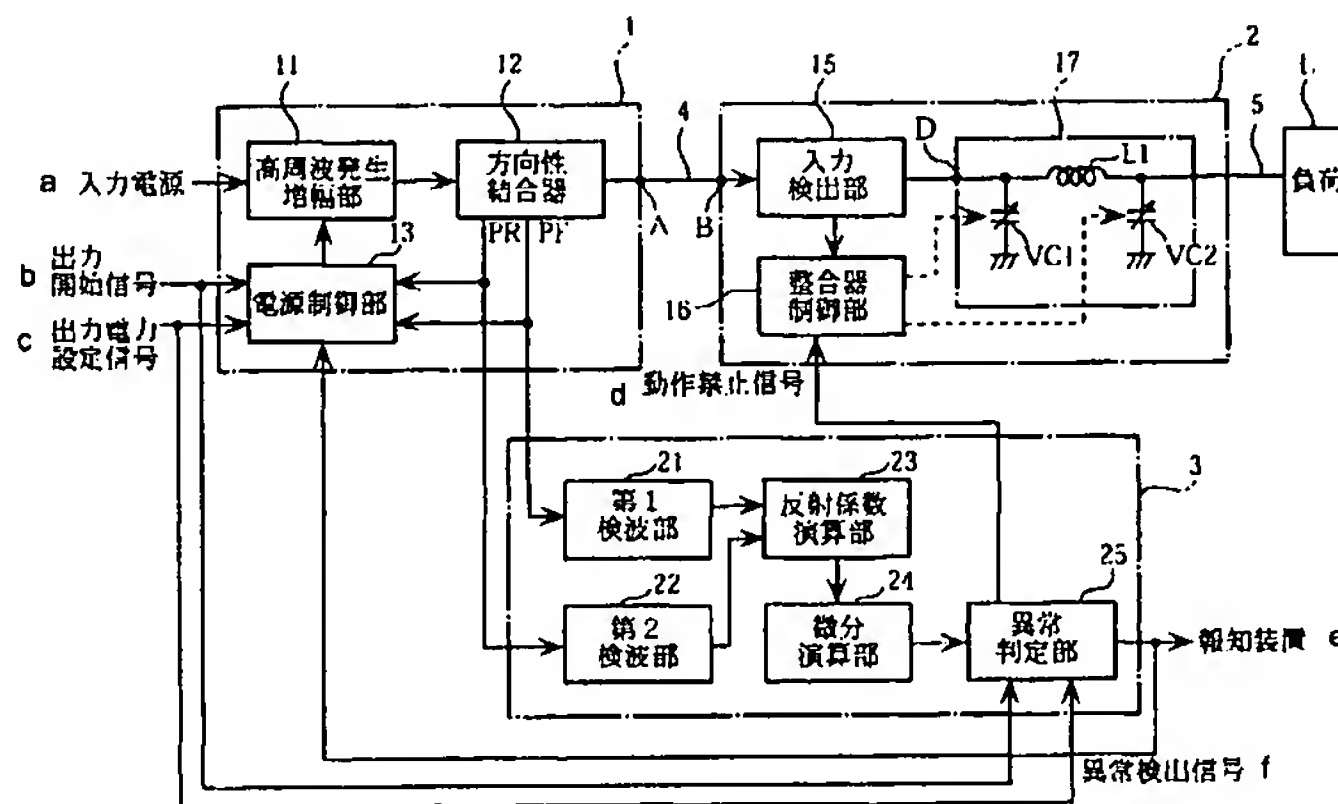 1
2
11
12
15
17
L
4
D
5
L1
高周波発生
増幅部
方向性
結合器
入力
検出部
負荷
a 入力電源
A
B
PR PF
VC1
VC2
13
b 出力
開始信号
電源制御部
16
整合器
制御部
c 出力電力
設定信号
d 動作禁止信号
21
23
3
第1
検波部
反射係数
演算部
22
24
25
第2
検波部
微分
演算部
異常
判定部
報知装置 e
異常検出信号 f